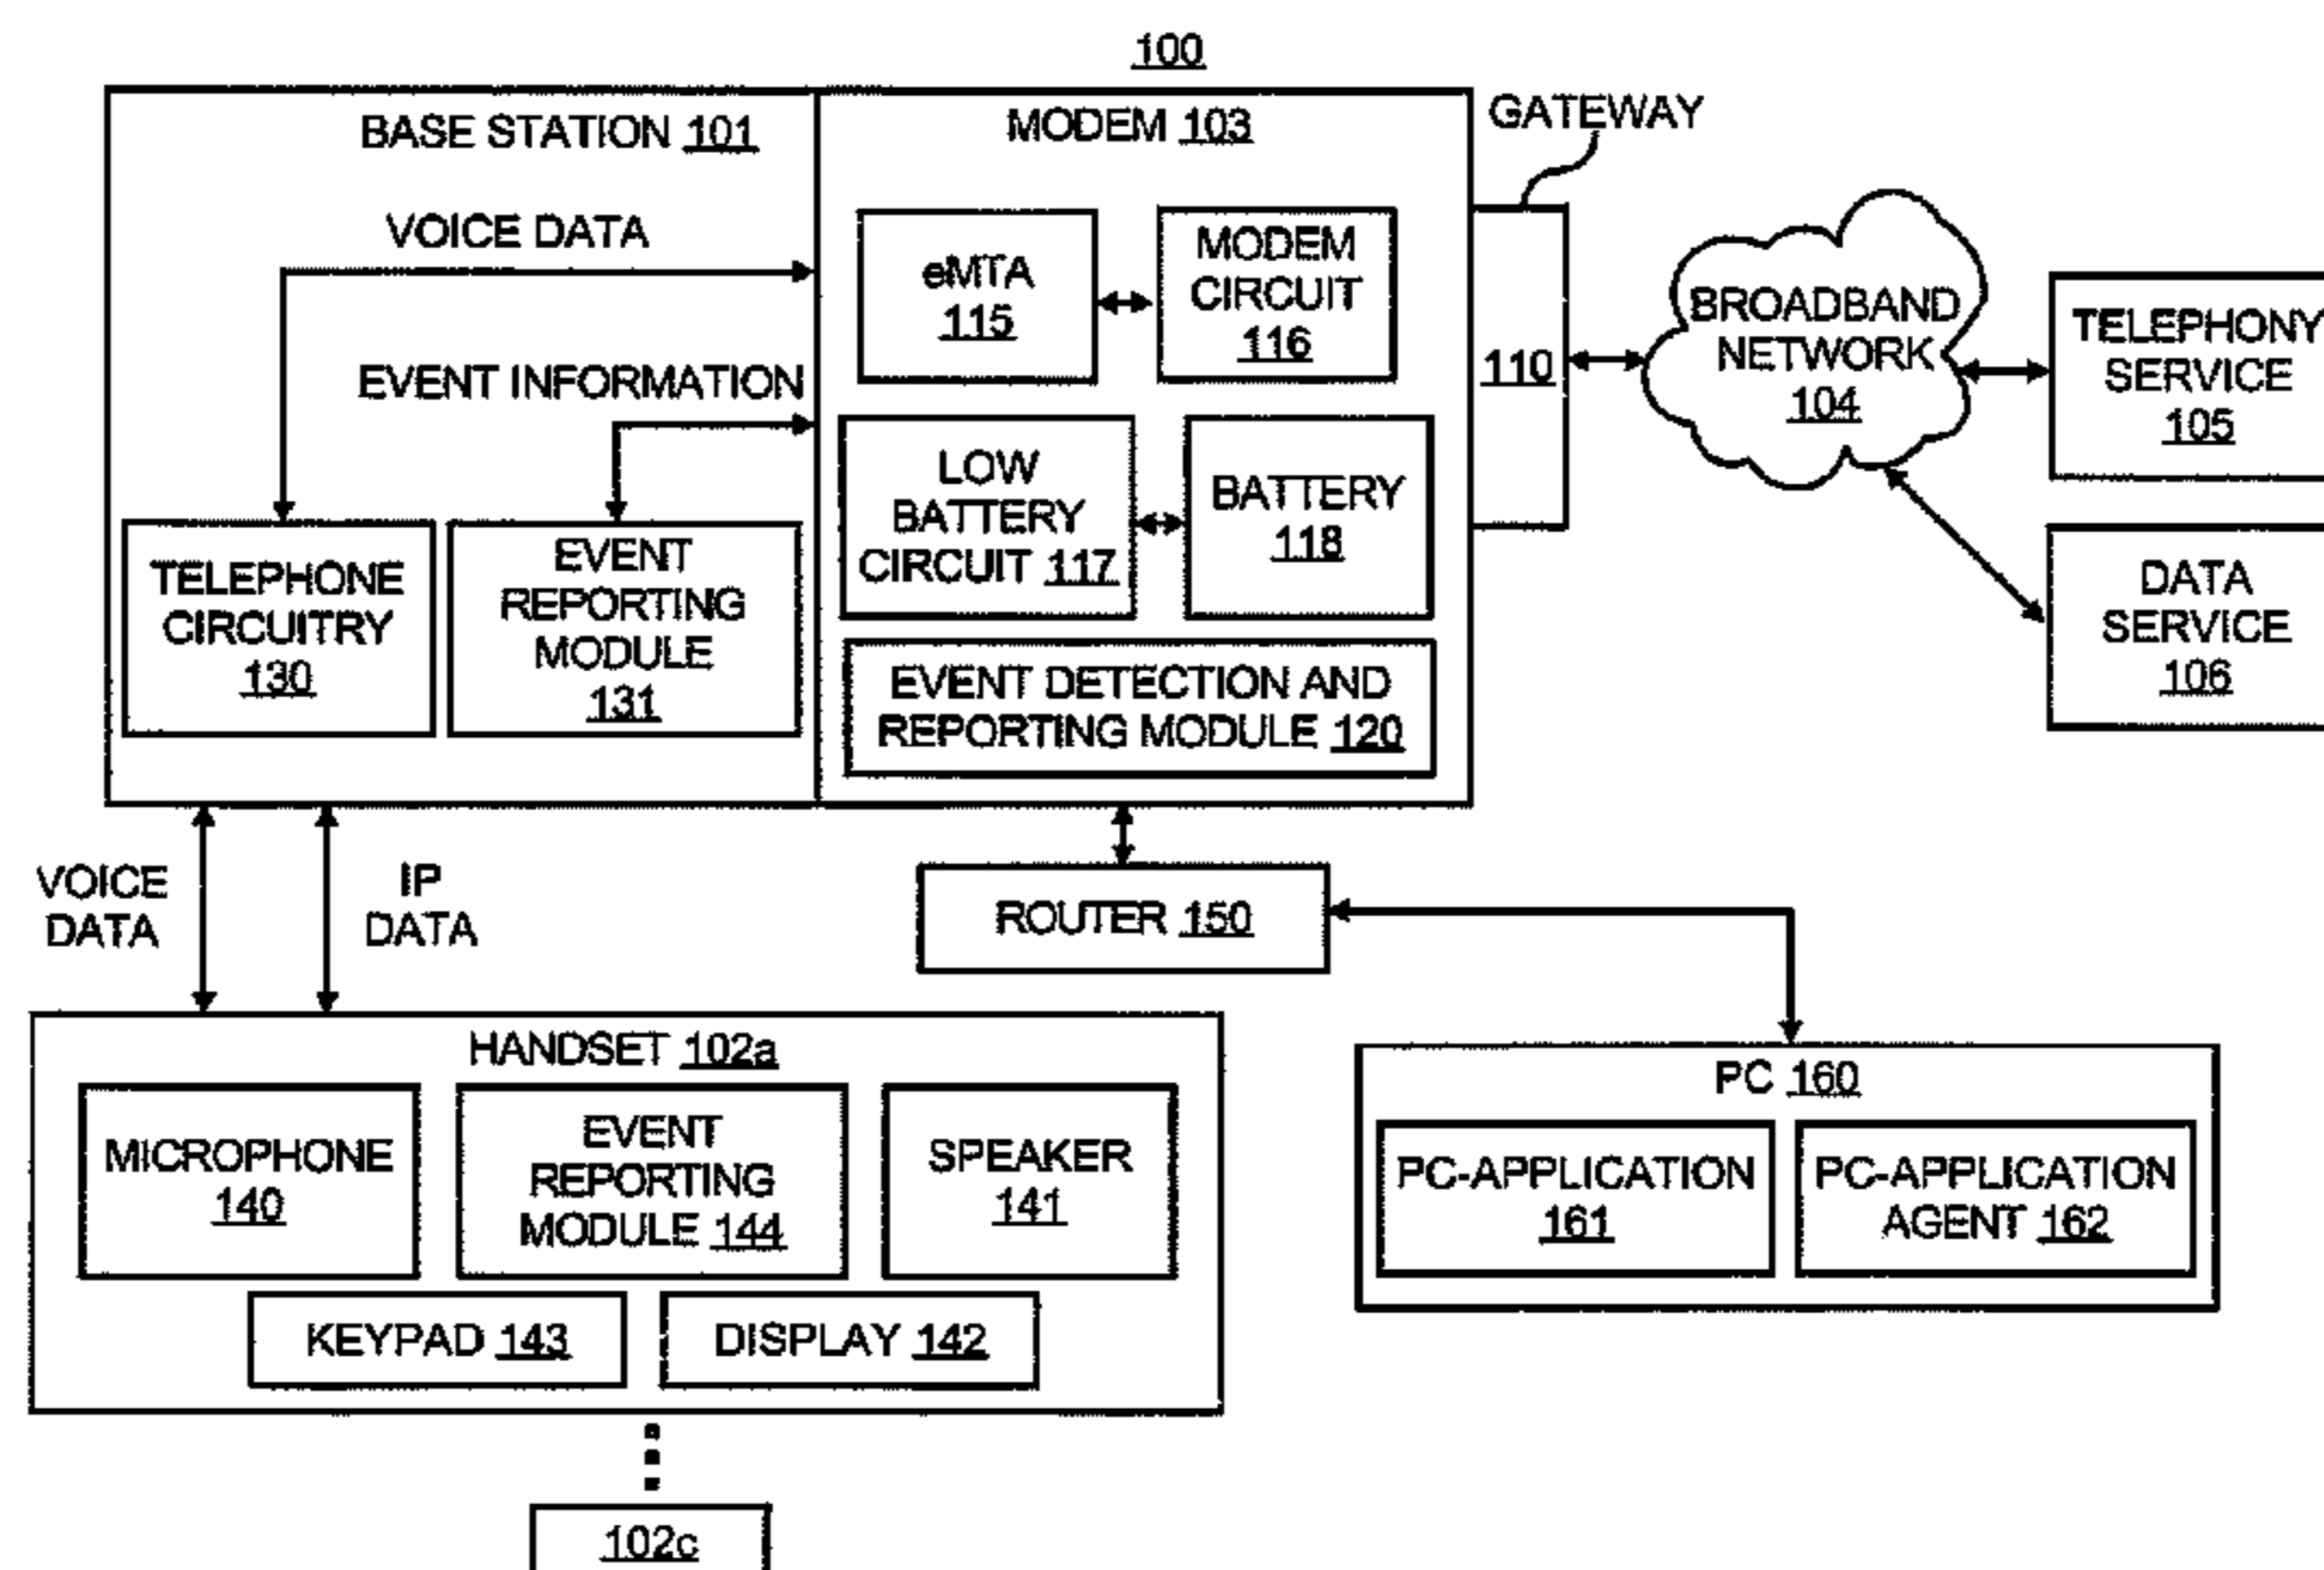 100
BASE STATION 101
MODEM 103
GATEWAY
VOICE DATA
eMTA
115
MODEM
CIRCUIT
116
110
BROADBAND
NETWORK
104
TELEPHONY
SERVICE
105
EVENT INFORMATION
LOW
BATTERY
CIRCUIT 117
BATTERY
118
TELEPHONE
CIRCUITRY
130
EVENT
REPORTING
MODULE
131
EVENT DETECTION AND
REPORTING MODULE 120
DATA
SERVICE
106
VOICE
DATA
IP
DATA
ROUTER 150
HANDSET 102a
MICROPHONE
140
EVENT
REPORTING
MODULE 144
SPEAKER
141
KEYPAD 143
DISPLAY 142
PC 160
PC-APPLICATION
161
PC-APPLICATION
AGENT 162
102c